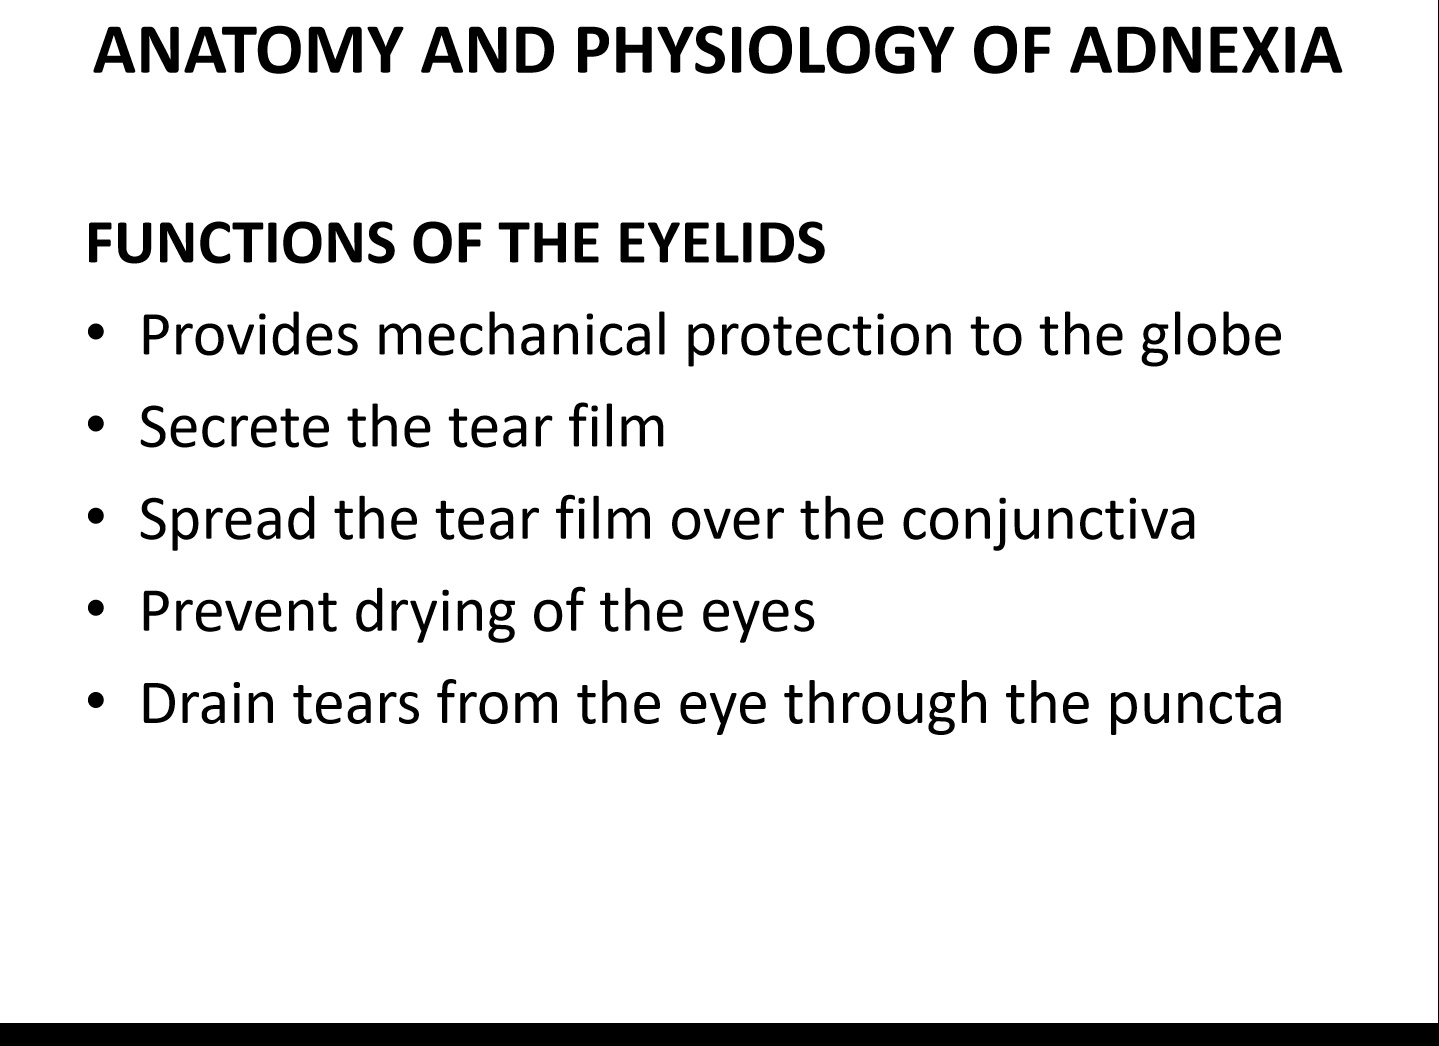 ANATOMY AND PHYSIOLOGY OF ADNEXIA
FUNCTIONS OF THE EYELIDS
• Provides mechanical protection to the globe
• Secrete the tear film
• Spread the tear film over the conjunctiva
• Prevent drying of the eyes
• Drain tears from the eye through the puncta